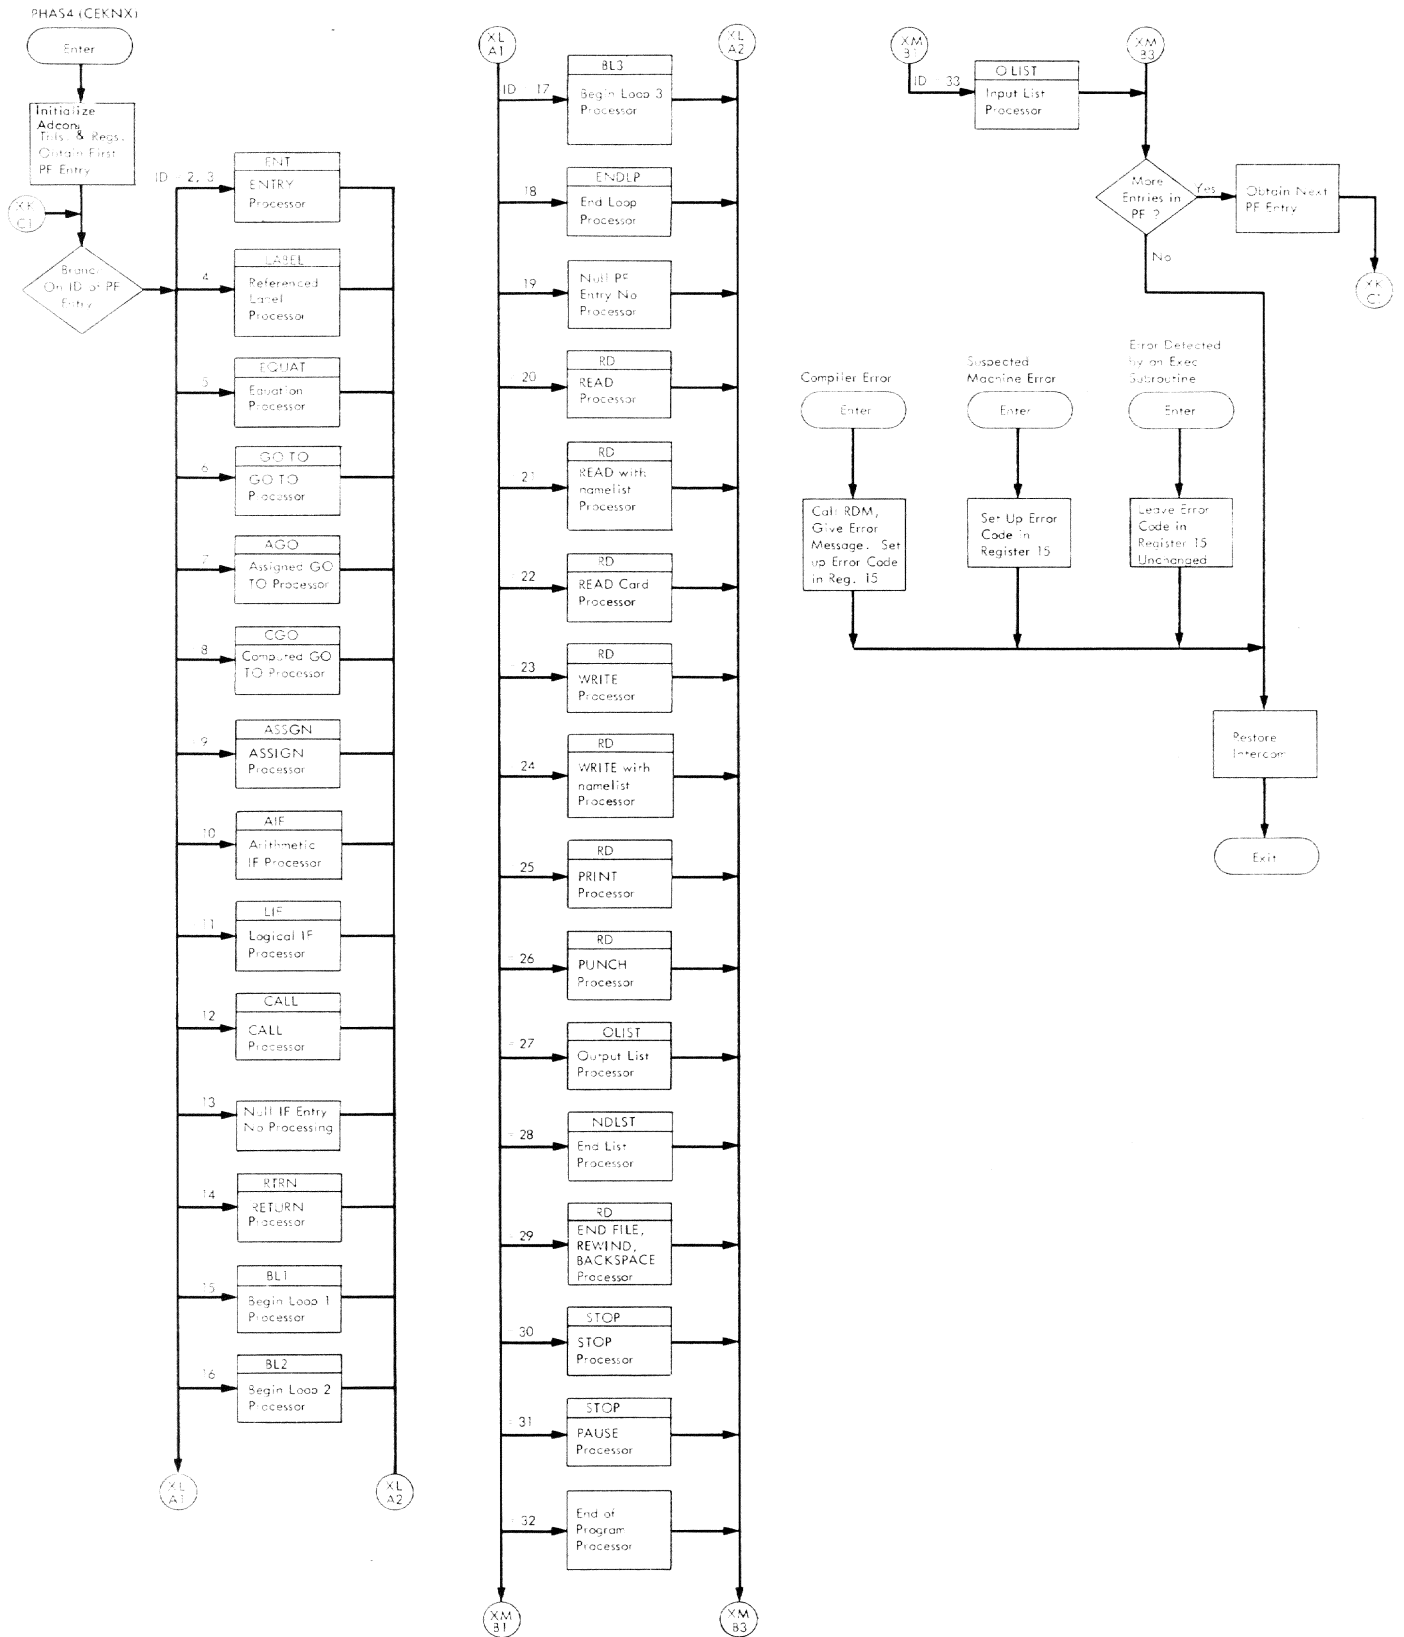 PHAS4 (CEKNX)
Enter
Initialize
Adcons
Trils. & Regs.
Obtain First
PF Entry
XK
C1
Branch
On ID of PF
Entry
ID = 2, 3
ENT
ENTRY
Processor
4
LABEL
Referenced
Label
Processor
5
EQUAT
Equation
Processor
6
GO TO
GO TO
Processor
7
AGO
Assigned GO
TO Processor
8
CGO
Computed GO
TO Processor
9
ASSGN
ASSIGN
Processor
10
AIF
Arithmetic
IF Processor
11
LIF
Logical IF
Processor
12
CALL
CALL
Processor
13
Null IF Entry
No Processing
14
RTRN
RETURN
Processor
15
BL1
Begin Loop 1
Processor
16
BL2
Begin Loop 2
Processor
XL
A1
XL
A2
XL
A1
XL
A2
ID = 17
BL3
Begin Loop 3
Processor
18
ENDLP
End Loop
Processor
19
Null PF
Entry No
Processor
= 20
RD
READ
Processor
21
RD
READ with
namelist
Processor
= 22
RD
READ Card
Processor
= 23
RD
WRITE
Processor
24
RD
WRITE with
namelist
Processor
25
RD
PRINT
Processor
= 26
RD
PUNCH
Processor
= 27
OLIST
Output List
Processor
= 28
NDLST
End List
Processor
= 29
RD
END FILE,
REWIND,
BACKSPACE
Processor
= 30
STOP
STOP
Processor
= 31
STOP
PAUSE
Processor
= 32
End of
Program
Processor
XM
B1
XM
B3
XM
B1
XM
B3
ID = 33
OLIST
Input List
Processor
More
Entries in
PF ?
Yes
Obtain Next
PF Entry
No
XK
C1
Compiler Error
Enter
Call RDM,
Give Error
Message. Set
up Error Code
in Reg. 15
Suspected
Machine Error
Enter
Set Up Error
Code in
Register 15
Error Detected
by an Exec
Subroutine
Enter
Leave Error
Code in
Register 15
Unchanged
Restore
Intercom
Exit